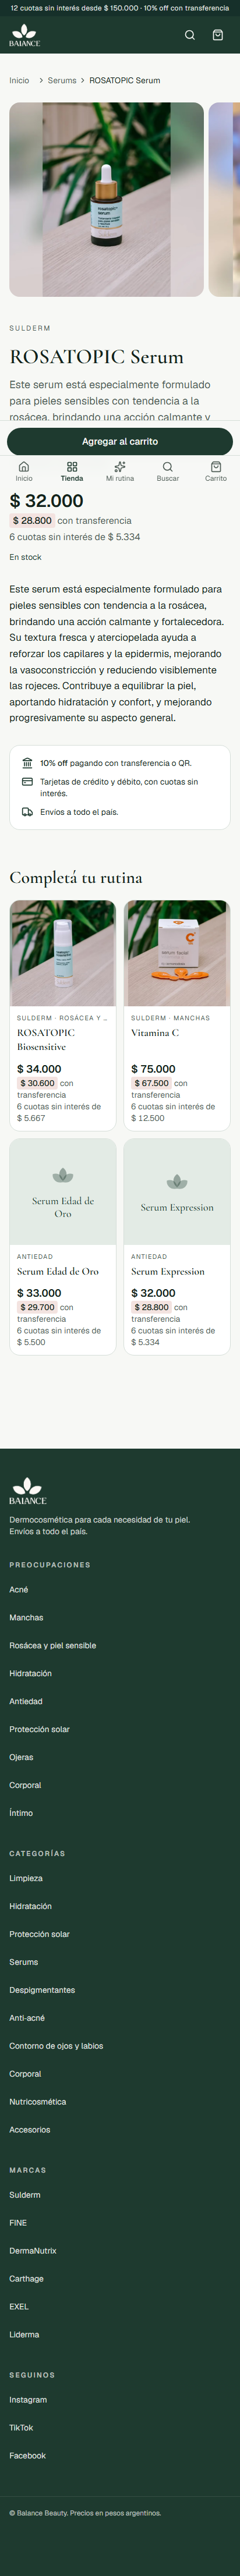 12 cuotas sin interés desde $ 150.000 · 10% off con transferencia
BALANCE
Inicio > Serums > ROSATOPIC Serum
SULDERM
ROSATOPIC Serum
Este serum está especialmente formulado
para pieles sensibles con tendencia a la
rosácea, brindando una acción calmante y
Agregar al carrito
Inicio
Tienda
Mi rutina
Buscar
Carrito
$ 32.000
$ 28.800 con transferencia
6 cuotas sin interés de $ 5.334
En stock
Este serum está especialmente formulado para
pieles sensibles con tendencia a la rosácea,
brindando una acción calmante y fortalecedora.
Su textura fresca y aterciopelada ayuda a
reforzar los capilares y la epidermis, mejorando
la vasoconstricción y reduciendo visiblemente
las rojeces. Contribuye a equilibrar la piel,
aportando hidratación y confort, y mejorando
progresivamente su aspecto general.
10% off pagando con transferencia o QR.
Tarjetas de crédito y débito, con cuotas sin
interés.
Envíos a todo el país.
Completá tu rutina
SULDERM · ROSÁCEA Y ...
ROSATOPIC
Biosensitive
$ 34.000
$ 30.600 con
transferencia
6 cuotas sin interés de
$ 5.667
SULDERM · MANCHAS
Vitamina C
$ 75.000
$ 67.500 con
transferencia
6 cuotas sin interés de
$ 12.500
Serum Edad de
Oro
ANTIEDAD
Serum Edad de Oro
$ 33.000
$ 29.700 con
transferencia
6 cuotas sin interés de
$ 5.500
Serum Expression
ANTIEDAD
Serum Expression
$ 32.000
$ 28.800 con
transferencia
6 cuotas sin interés de
$ 5.334
BALANCE
Dermocosmética para cada necesidad de tu piel.
Envíos a todo el país.
PREOCUPACIONES
Acné
Manchas
Rosácea y piel sensible
Hidratación
Antiedad
Protección solar
Ojeras
Corporal
Íntimo
CATEGORÍAS
Limpieza
Hidratación
Protección solar
Serums
Despigmentantes
Anti-acné
Contorno de ojos y labios
Corporal
Nutricosmética
Accesorios
MARCAS
Sulderm
FINE
DermaNutrix
Carthage
EXEL
Liderma
SEGUINOS
Instagram
TikTok
Facebook
© Balance Beauty. Precios en pesos argentinos.